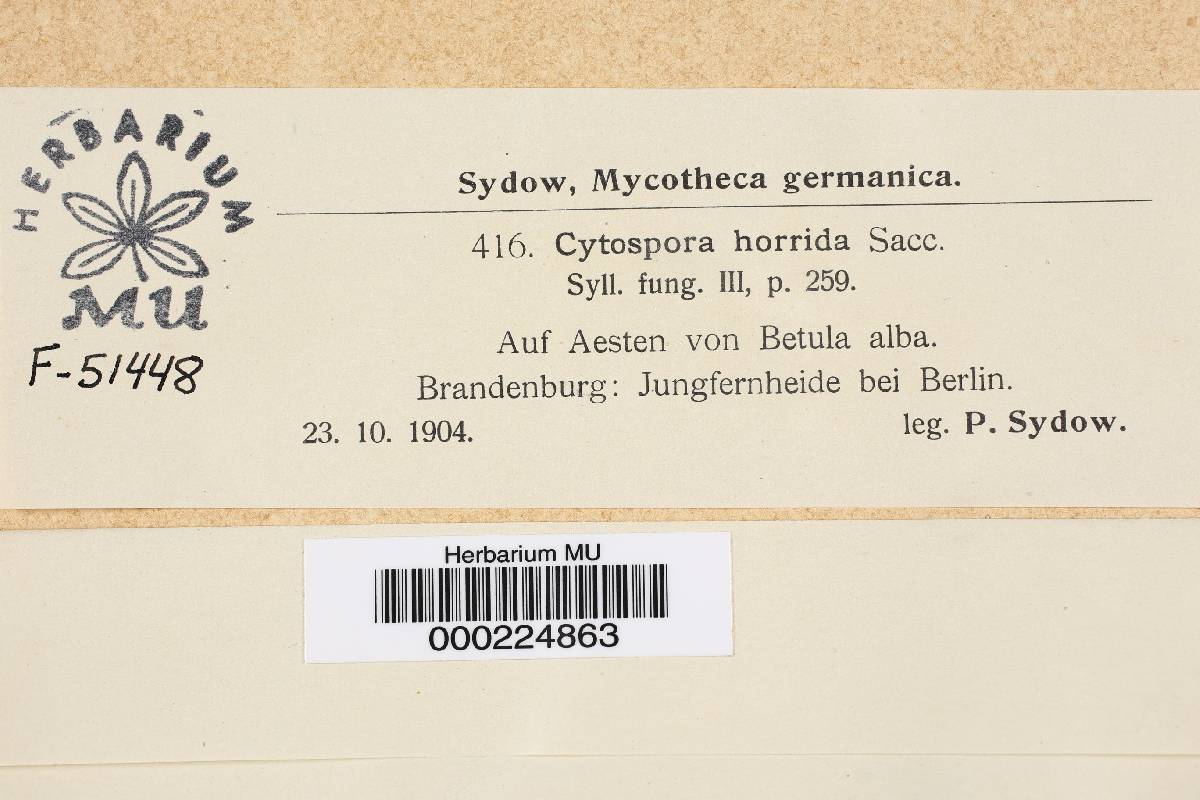 HERBARIUM
MU
F-51448
Sydow, Mycotheca germanica.
416. Cytospora horrida Sacc.
Syll. fung. III, p. 259.
Auf Aesten von Betula alba.
Brandenburg: Jungfernheide bei Berlin.
23. 10. 1904. leg. P. Sydow.
Herbarium MU
000224863